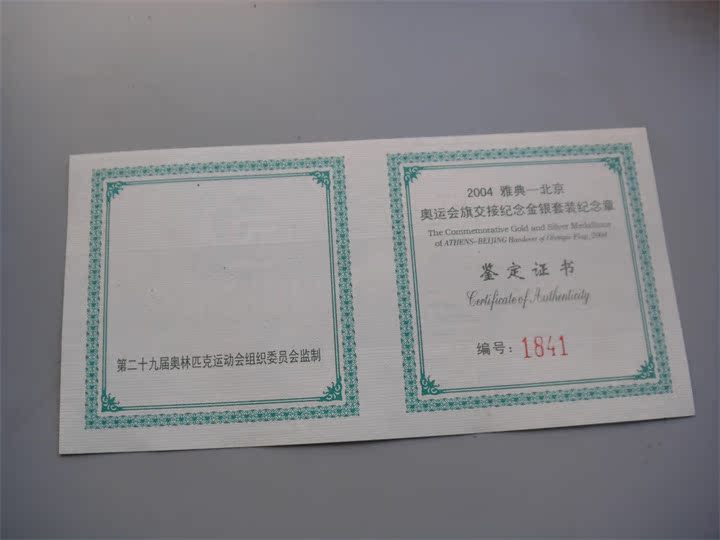 第二十九届奥林匹克运动会组织委员会监制
2004 雅典—北京
奥运会旗交接纪念金银套装纪念章
The Commemorative Gold and Silver Medallions
of ATHENS-BEIJING Handover of Olympic Flag, 2004
鉴定证书
Certificate of Authenticity
编号: 1841